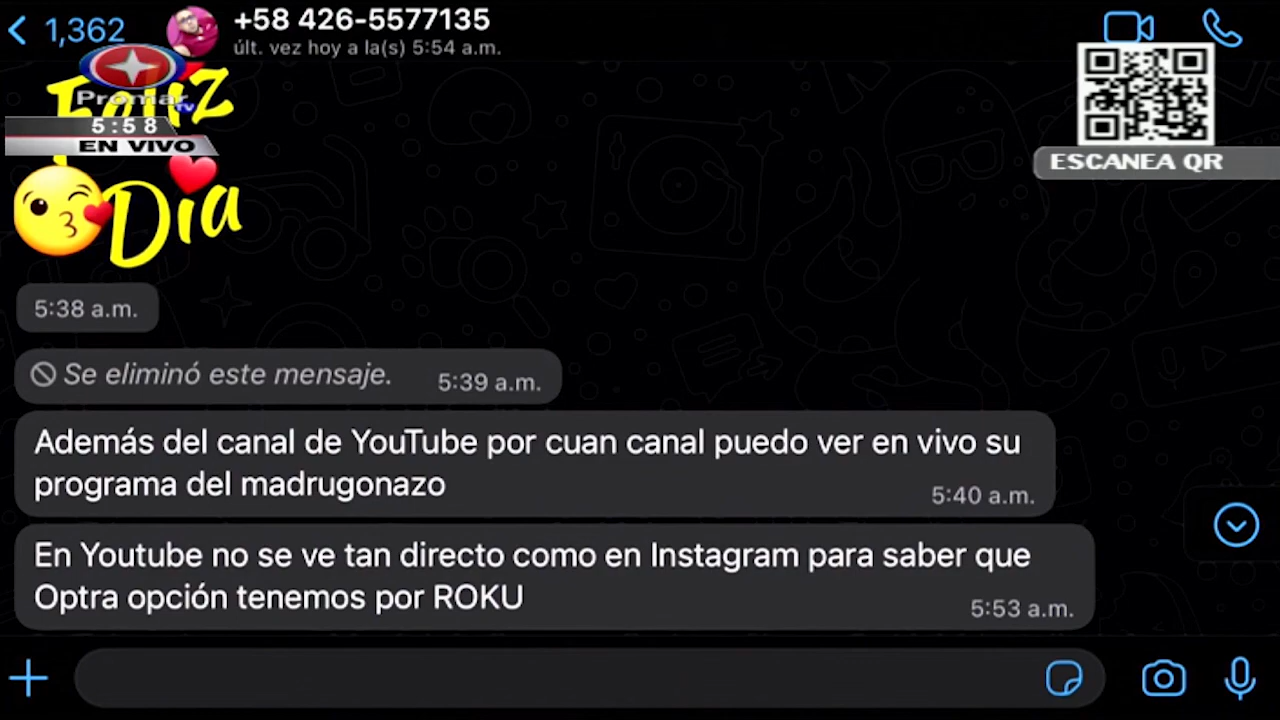 1,362
+58 426-5577135
últ. vez hoy a la(s) 5:54 a.m.
Feliz
Promar TV
5:58
EN VIVO
ESCANEA QR
Día
5:38 a.m.
Se eliminó este mensaje. 5:39 a.m.
Además del canal de YouTube por cuan canal puedo ver en vivo su
programa del madrugonazo
5:40 a.m.
En Youtube no se ve tan directo como en Instagram para saber que
Optra opción tenemos por ROKU
5:53 a.m.